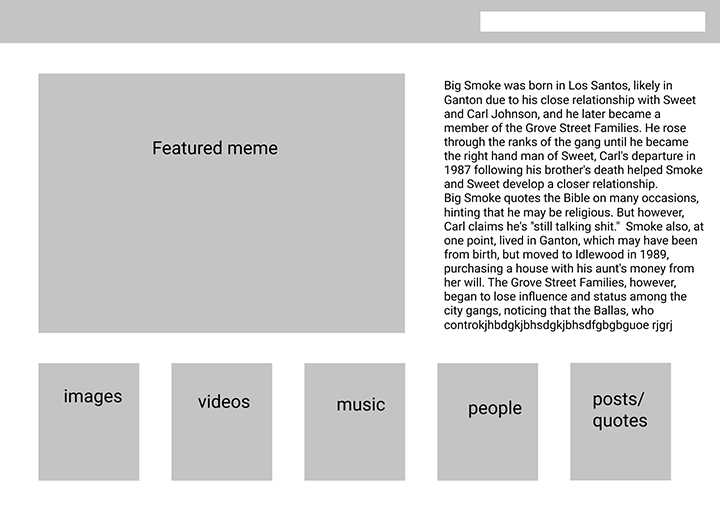 Featured meme
Big Smoke was born in Los Santos, likely in
Ganton due to his close relationship with Sweet
and Carl Johnson, and he later became a
member of the Grove Street Families. He rose
through the ranks of the gang until he became
the right hand man of Sweet, Carl's departure in
1987 following his brother's death helped Smoke
and Sweet develop a closer relationship.
Big Smoke quotes the Bible on many occasions,
hinting that he may be religious. But however,
Carl claims he's "still talking shit."  Smoke also, at
one point, lived in Ganton, which may have been
from birth, but moved to Idlewood in 1989,
purchasing a house with his aunt's money from
her will. The Grove Street Families, however,
began to lose influence and status among the
city gangs, noticing that the Ballas, who
controkjhbdgkjbhsdgkjbhsdfgbgbguoe rjgrj
images
videos
music
people
posts/
quotes